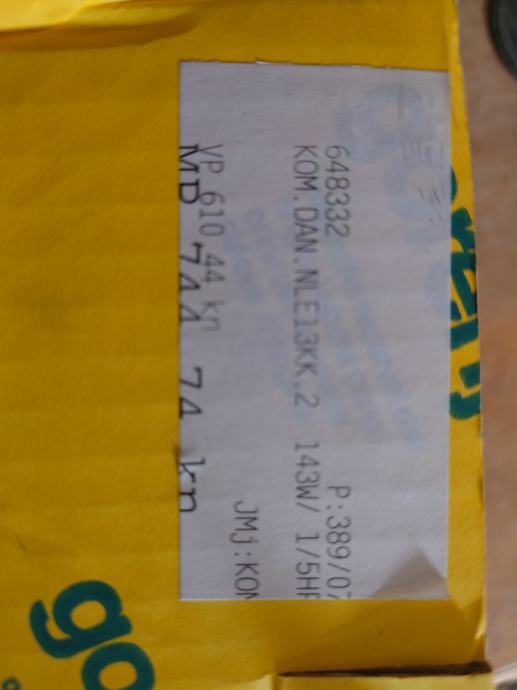 648332 P:389/07
KOM.DAN.NLE13KK.2 143W/ 1/5HP
JMj:KOM
VP 610,44 kn
MP 744,74 kn
go